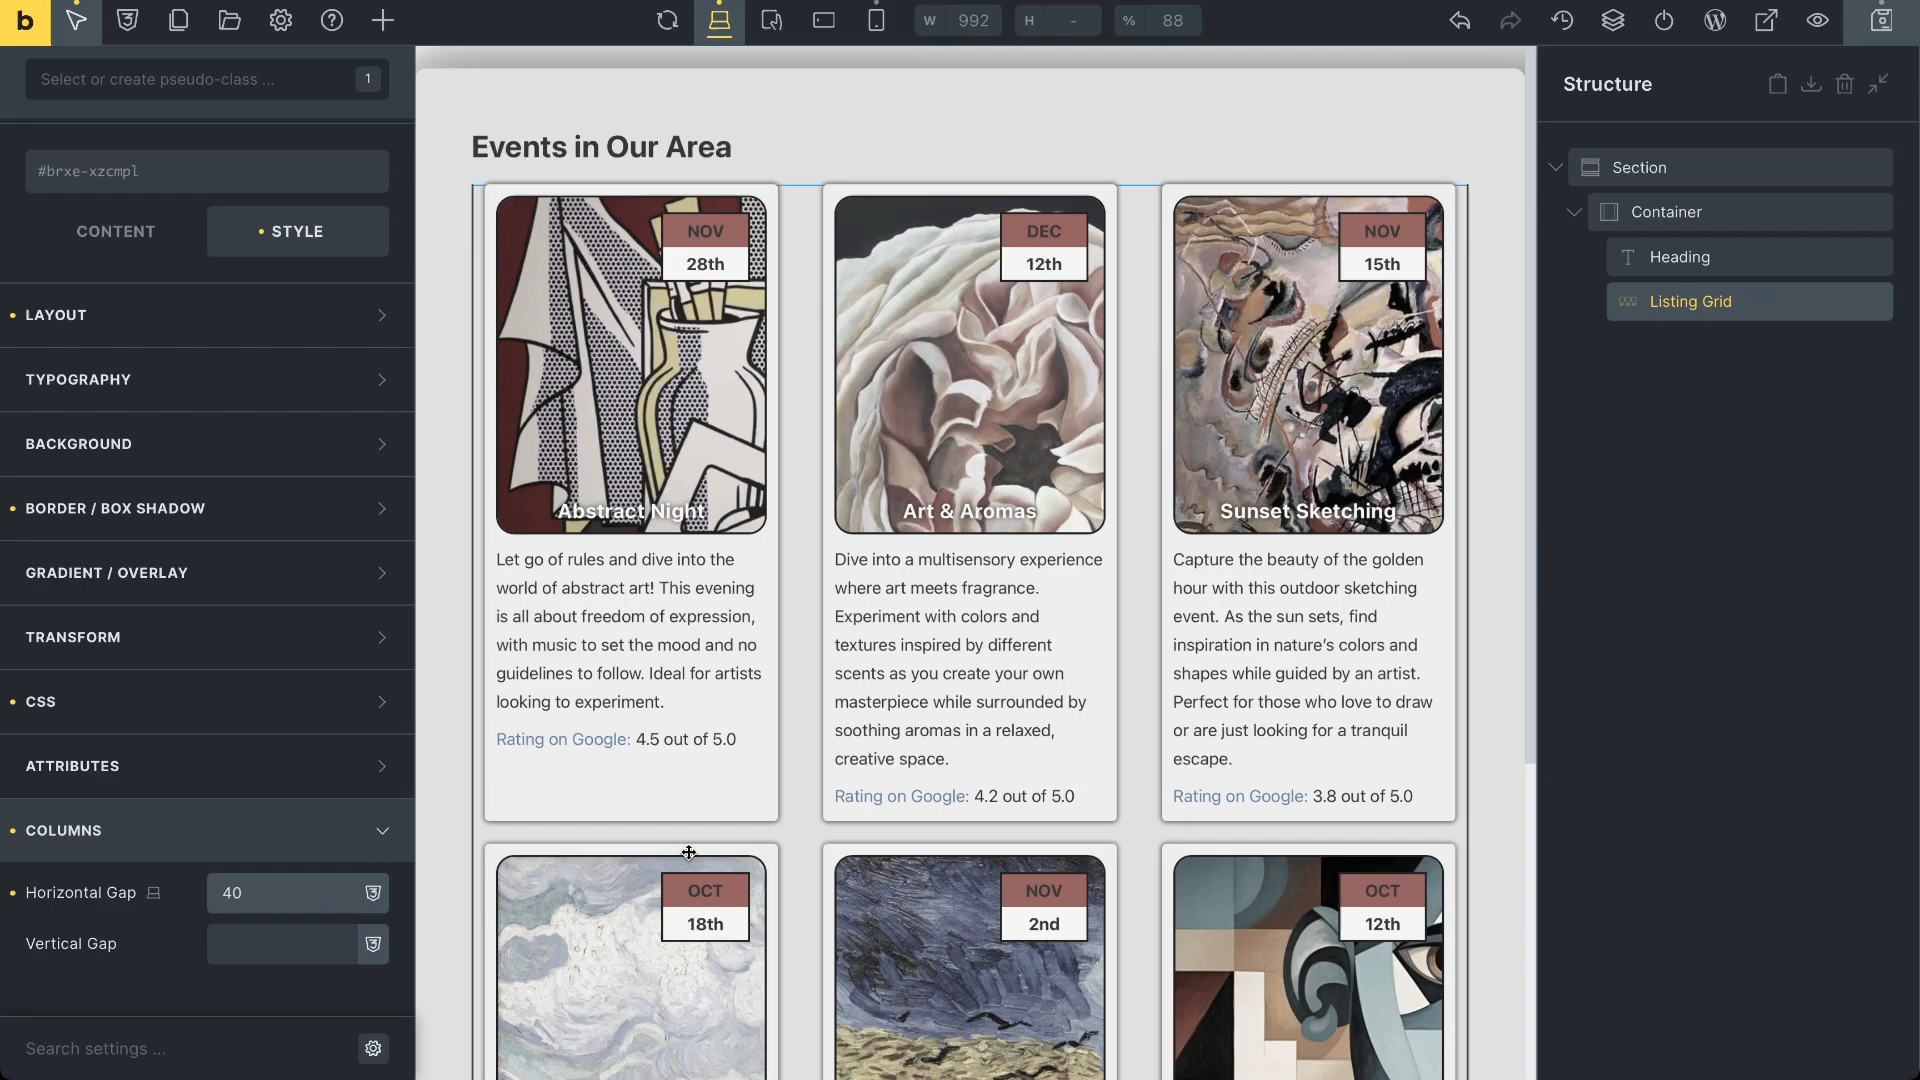 b
W 992
H -
% 88
Select or create pseudo-class ...
1
#brxe-xzcmpl
CONTENT
STYLE
LAYOUT
TYPOGRAPHY
BACKGROUND
BORDER / BOX SHADOW
GRADIENT / OVERLAY
TRANSFORM
CSS
ATTRIBUTES
COLUMNS
Horizontal Gap
40
Vertical Gap
Search settings ...
Events in Our Area
NOV
28th
Abstract Night
Let go of rules and dive into the
world of abstract art! This evening
is all about freedom of expression,
with music to set the mood and no
guidelines to follow. Ideal for artists
looking to experiment.
Rating on Google: 4.5 out of 5.0
DEC
12th
Art & Aromas
Dive into a multisensory experience
where art meets fragrance.
Experiment with colors and
textures inspired by different
scents as you create your own
masterpiece while surrounded by
soothing aromas in a relaxed,
creative space.
Rating on Google: 4.2 out of 5.0
NOV
15th
Sunset Sketching
Capture the beauty of the golden
hour with this outdoor sketching
event. As the sun sets, find
inspiration in nature’s colors and
shapes while guided by an artist.
Perfect for those who love to draw
or are just looking for a tranquil
escape.
Rating on Google: 3.8 out of 5.0
OCT
18th
NOV
2nd
OCT
12th
Structure
Section
Container
Heading
Listing Grid